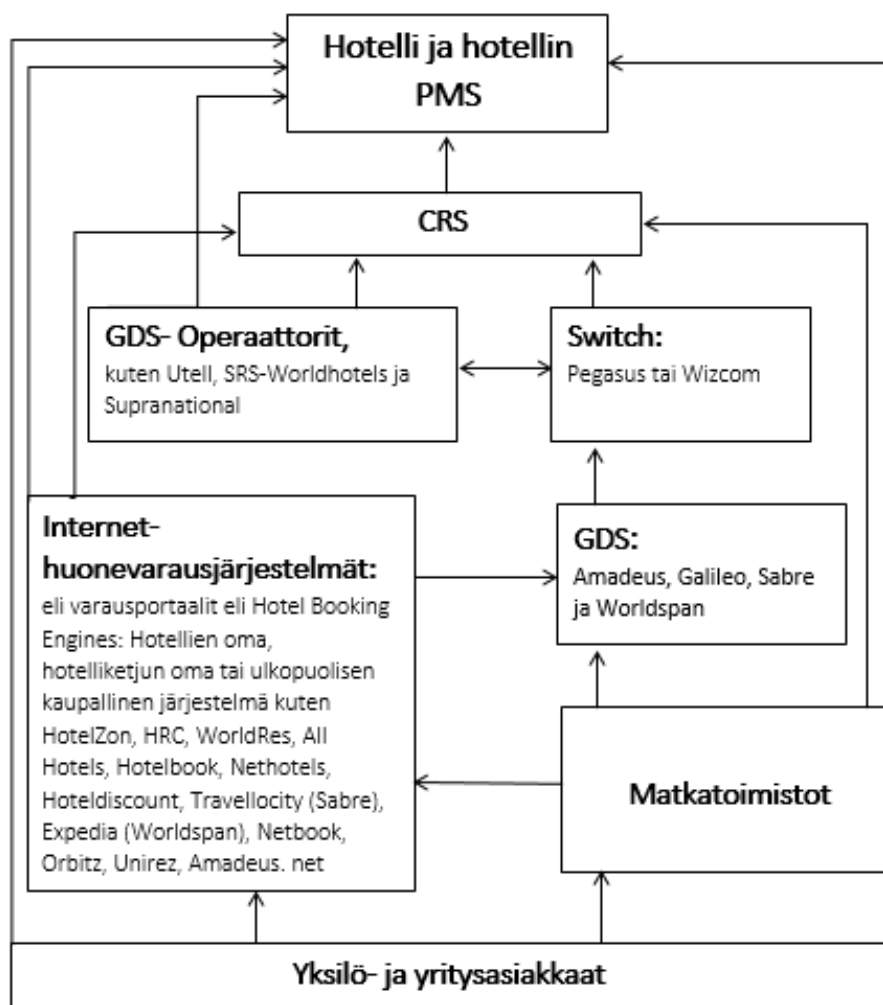 Hotelli ja hotellin
PMS
CRS
GDS- Operaattorit,
kuten Utell, SRS-Worldhotels ja
Supranational
Switch:
Pegasus tai Wizcom
Internet-
huonevarausjärjestelmät:
eli varausportaalit eli Hotel Booking
Engines: Hotellien oma,
hotelliketjun oma tai ulkopuolisen
kaupallinen järjestelmä kuten
HotelZon, HRC, WorldRes, All
Hotels, Hotelbook, Nethotels,
Hoteldiscount, Travellocity (Sabre),
Expedia (Worldspan), Netbook,
Orbitz, Unirez, Amadeus. net
GDS:
Amadeus, Galileo, Sabre
ja Worldspan
Matkatoimistot
Yksilö- ja yritysasiakkaat